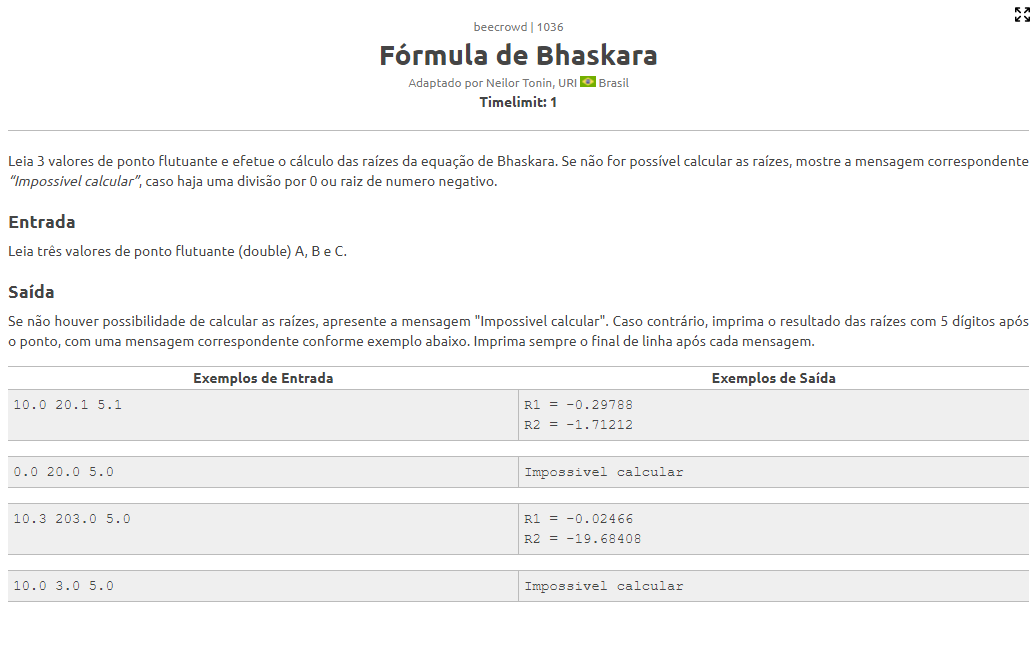 beecrowd | 1036
Fórmula de Bhaskara
Adaptado por Neilor Tonin, URI Brasil
Timelimit: 1
Leia 3 valores de ponto flutuante e efetue o cálculo das raízes da equação de Bhaskara. Se não for possível calcular as raízes, mostre a mensagem correspondente
“Impossivel calcular”, caso haja uma divisão por 0 ou raiz de numero negativo.
Entrada
Leia três valores de ponto flutuante (double) A, B e C.
Saída
Se não houver possibilidade de calcular as raízes, apresente a mensagem "Impossivel calcular". Caso contrário, imprima o resultado das raízes com 5 dígitos após
o ponto, com uma mensagem correspondente conforme exemplo abaixo. Imprima sempre o final de linha após cada mensagem.
Exemplos de Entrada Exemplos de Saída
10.0 20.1 5.1 R1 = -0.29788
R2 = -1.71212
0.0 20.0 5.0 Impossivel calcular
10.3 203.0 5.0 R1 = -0.02466
R2 = -19.68408
10.0 3.0 5.0 Impossivel calcular